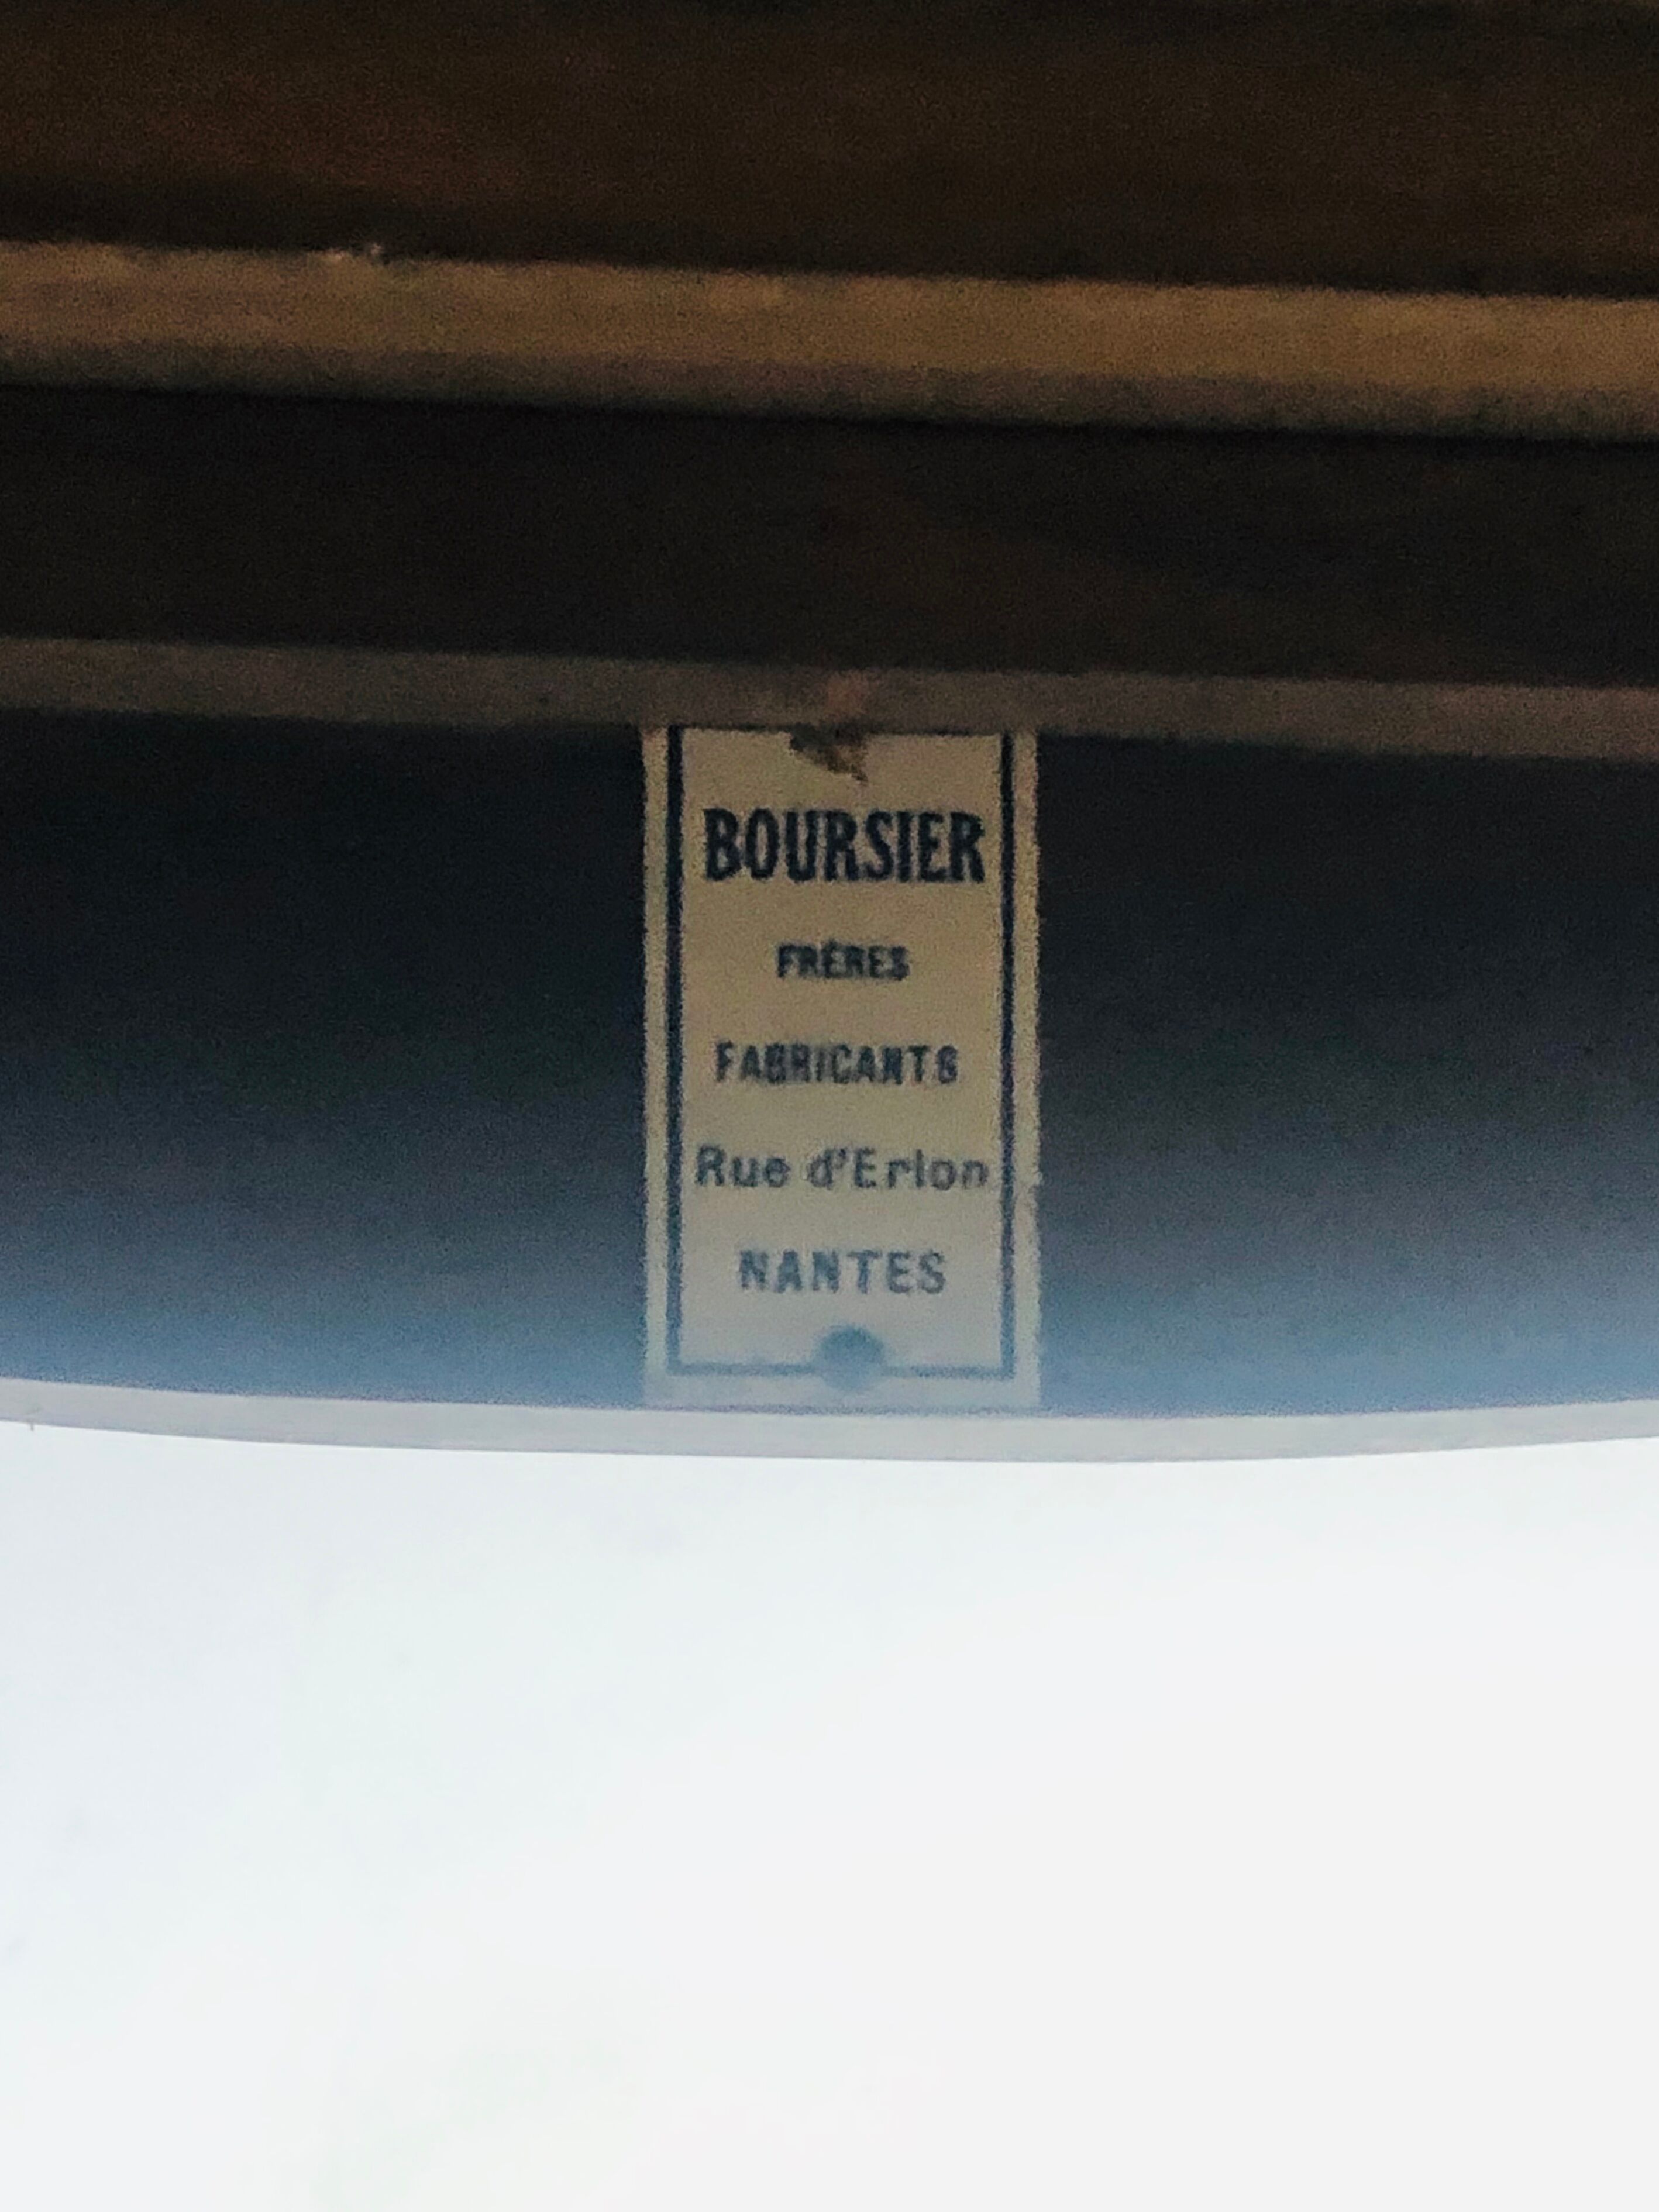 BOURSIER
FRÈRES
FABRICANTS
Rue d'Erlon
NANTES